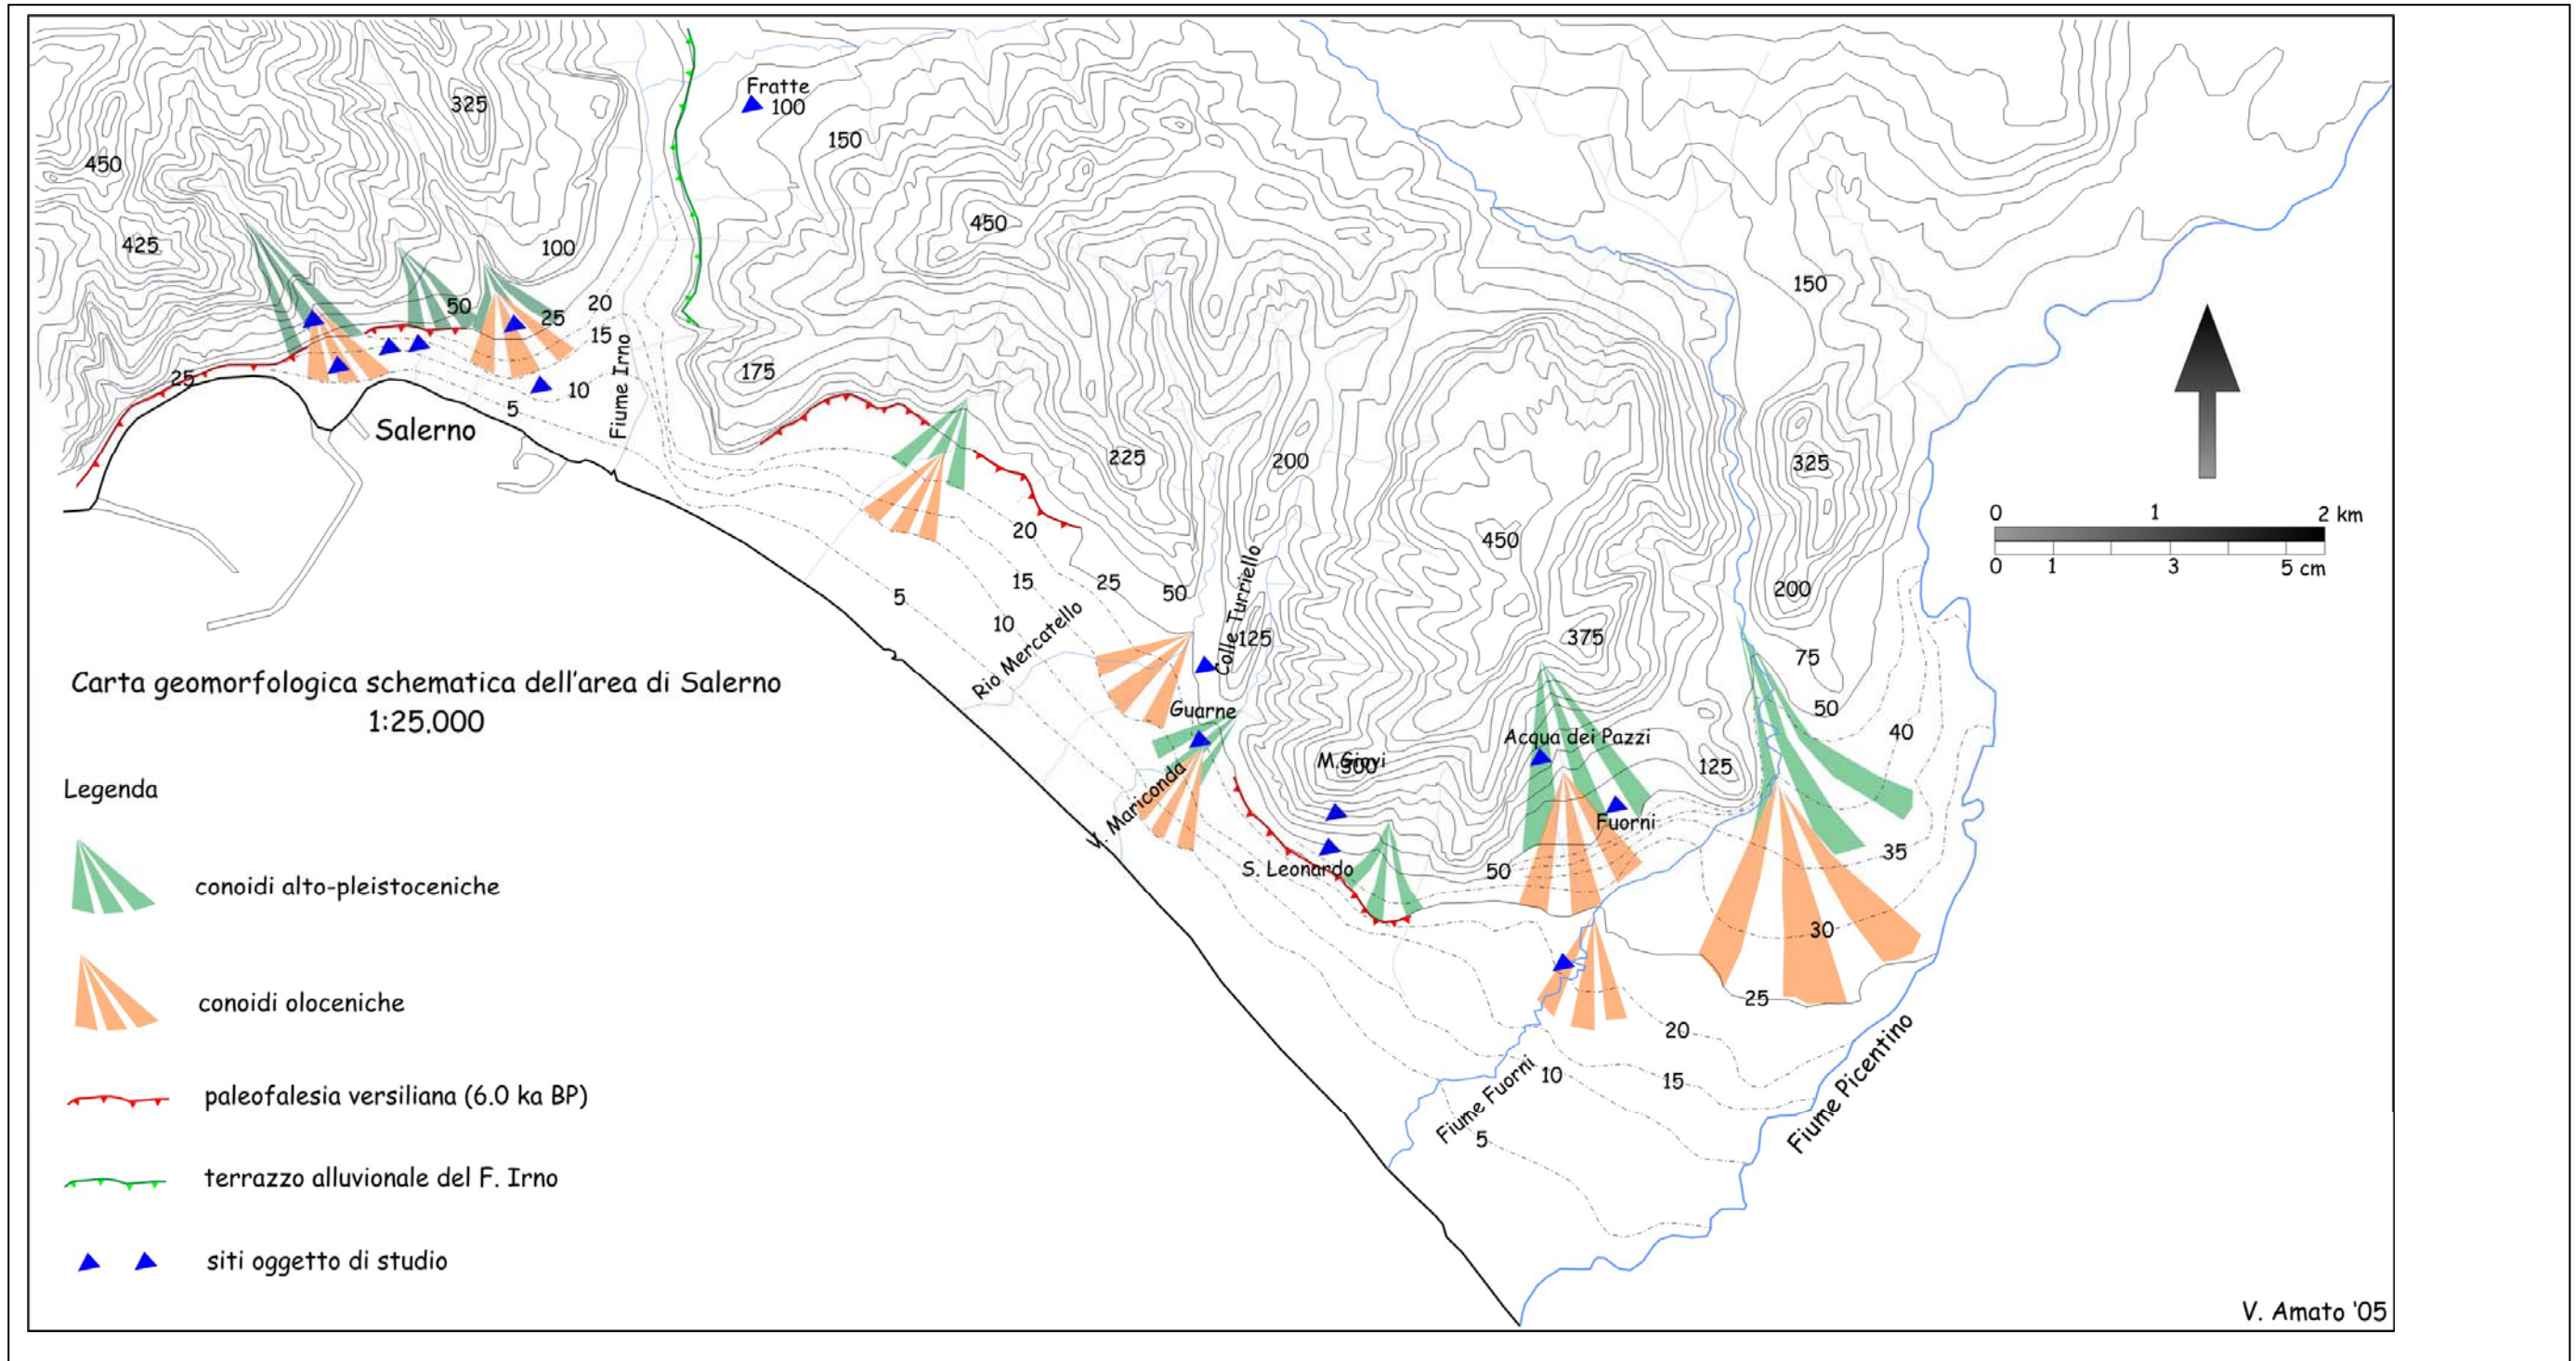 Fratte
100
325
150
450
450
425
100
150
50
20
25
15
175
25
10
5
Fiume Irno
Salerno
225
200
325
0 1 2 km
0 1 3 5 cm
450
20
15
25
50
5
10
200
Rio Mercatello
Colle Turriello
125
375
75
Guarne
50
40
Acqua dei Pazzi
M.Giovi
300
125
V. Mariconda
Fuorni
S. Leonardo
50
35
30
25
20
10
15
Fiume Fuorni
5
Fiume Picentino
Carta geomorfologica schematica dell'area di Salerno
1:25.000
Legenda
conoidi alto-pleistoceniche
conoidi oloceniche
paleofalesia versiliana (6.0 ka BP)
terrazzo alluvionale del F. Irno
siti oggetto di studio
V. Amato '05